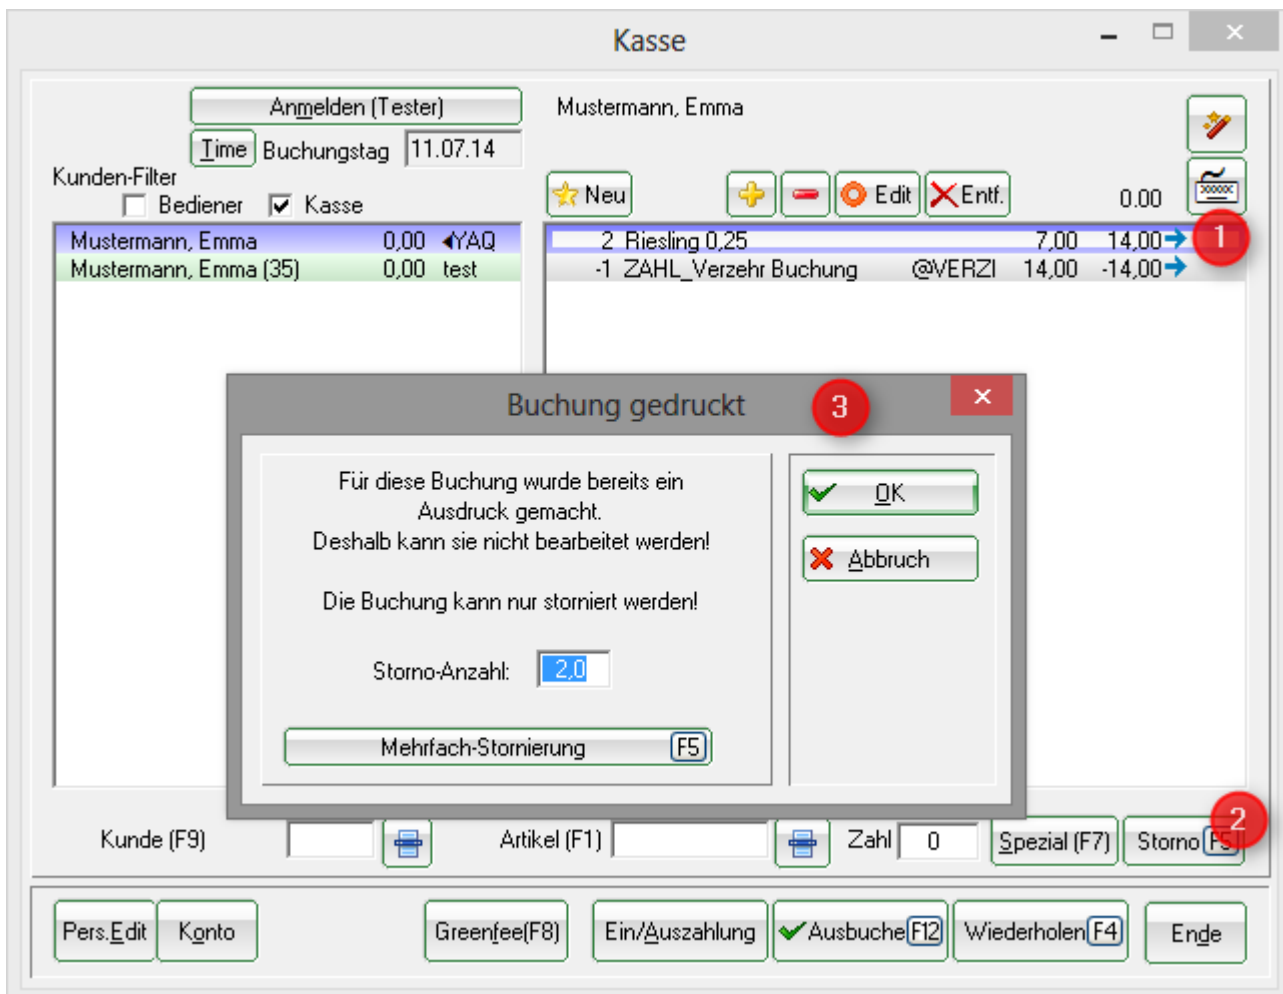 Kasse
Anmelden (Tester)
Mustermann, Emma
Time Buchungstag 11.07.14
Kunden-Filter
Bediener Kasse
Neu Edit Entf. 0.00
1
Mustermann, Emma 0,00 YAQ
Mustermann, Emma (35) 0,00 test
2 Riesling 0,25 7,00 14,00
-1 ZAHL_Verzehr Buchung @VERZI 14,00 -14,00
Buchung gedruckt 3
Für diese Buchung wurde bereits ein
Ausdruck gemacht.
Deshalb kann sie nicht bearbeitet werden!
Die Buchung kann nur storniert werden!
Storno-Anzahl: 2,0
Mehrfach-Stornierung F5
OK
Abbruch
2
Kunde (F9) Artikel (F1) Zahl 0 Spezial (F7) Storno F5
Pers.Edit Konto Greenfee(F8) Ein/Auszahlung Ausbuche F12 Wiederholen F4 Ende